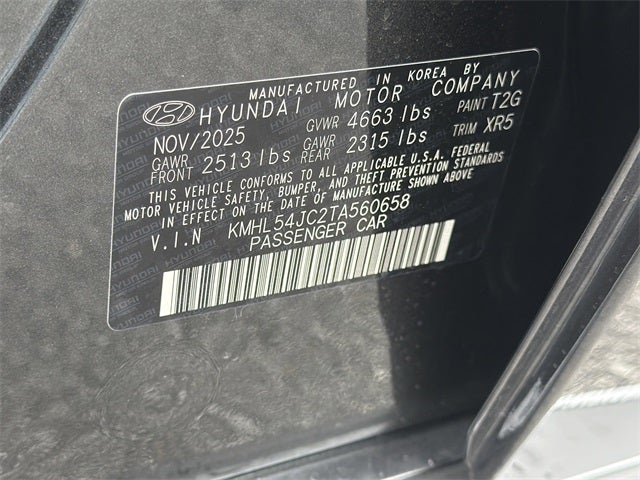 MANUFACTURED IN KOREA BY
HYUNDAI MOTOR COMPANY
NOV/2025 GVWR 4663 lbs PAINT T2G
GAWR FRONT 2513 lbs GAWR REAR 2315 lbs TRIM XR5
THIS VEHICLE CONFORMS TO ALL APPLICABLE U.S.A. FEDERAL
MOTOR VEHICLE SAFETY, BUMPER, AND THEFT PREVENTION STANDARDS
IN EFFECT ON THE DATE OF MANUFACTURE SHOWN ABOVE
V.I.N KMHL54JC2TA560658
PASSENGER CAR